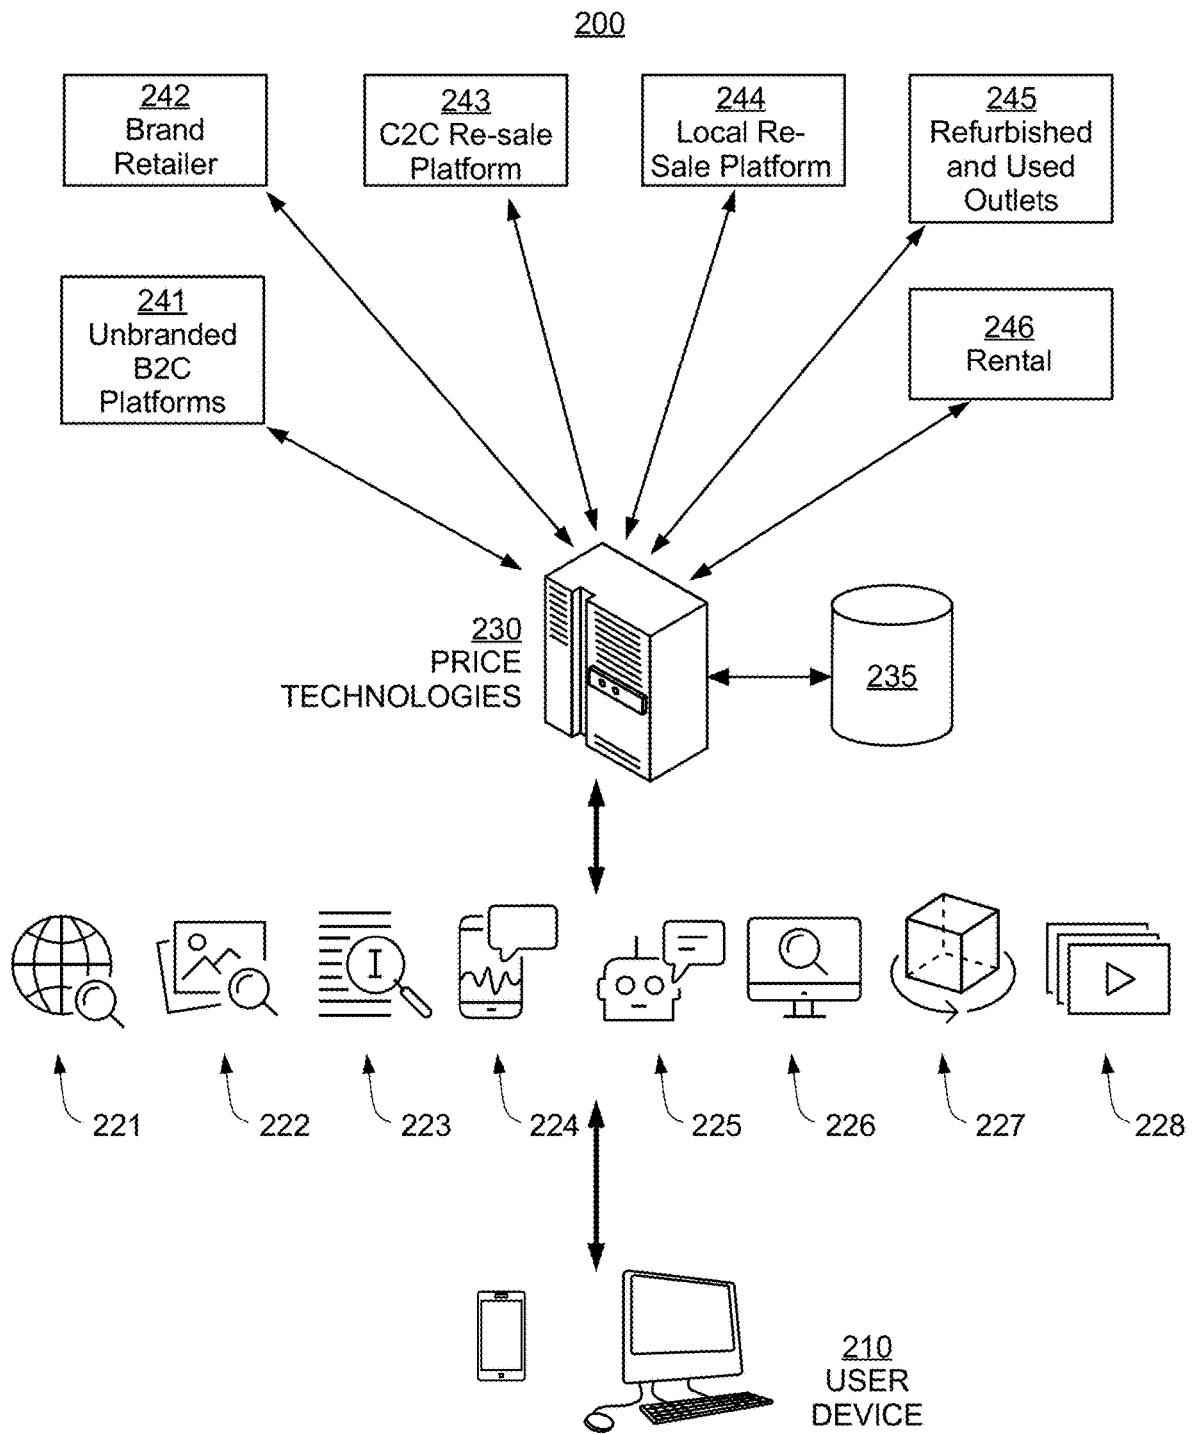 200
242
Brand
Retailer
243
C2C Re-sale
Platform
244
Local Re-
Sale Platform
245
Refurbished
and Used
Outlets
241
Unbranded
B2C
Platforms
246
Rental
230
PRICE
TECHNOLOGIES
235
I
221
222
223
224
225
226
227
228
210
USER
DEVICE